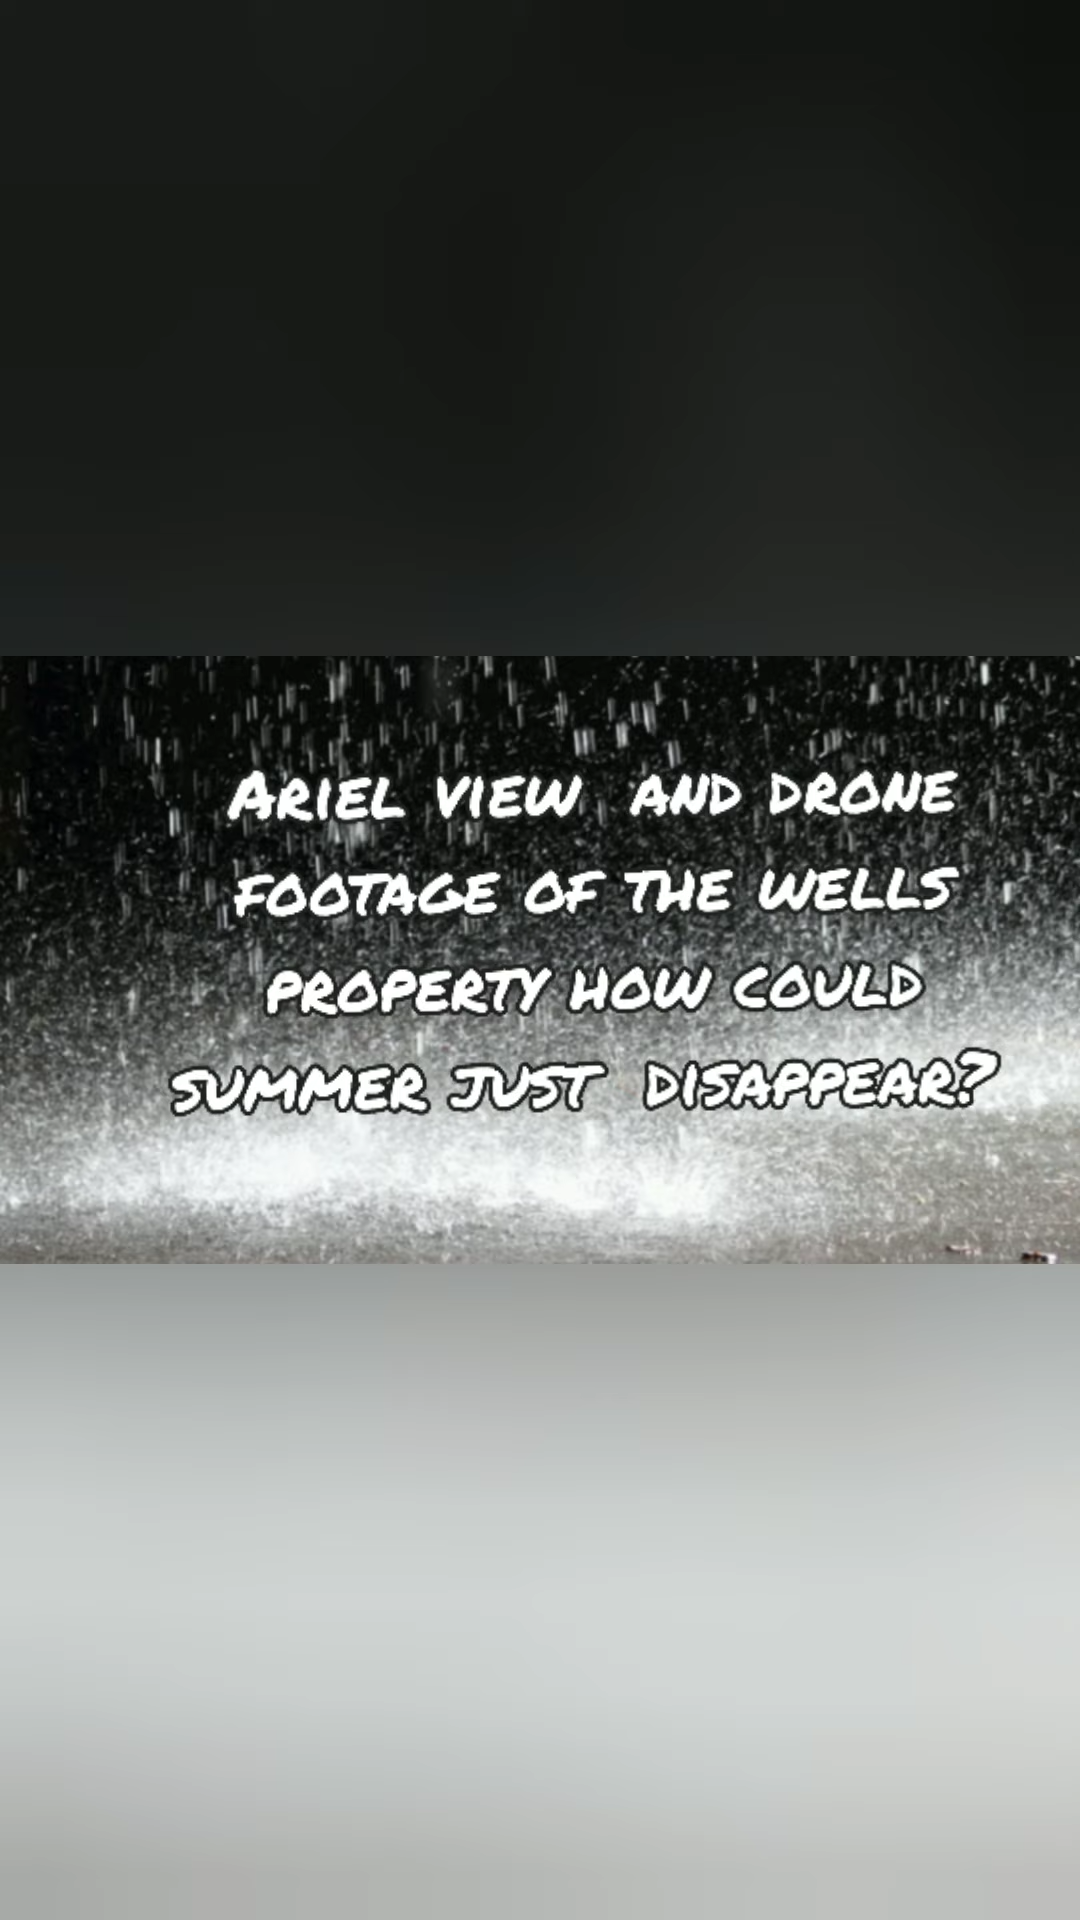 Ariel view and drone
footage of the wells
property how could
summer just disappear?